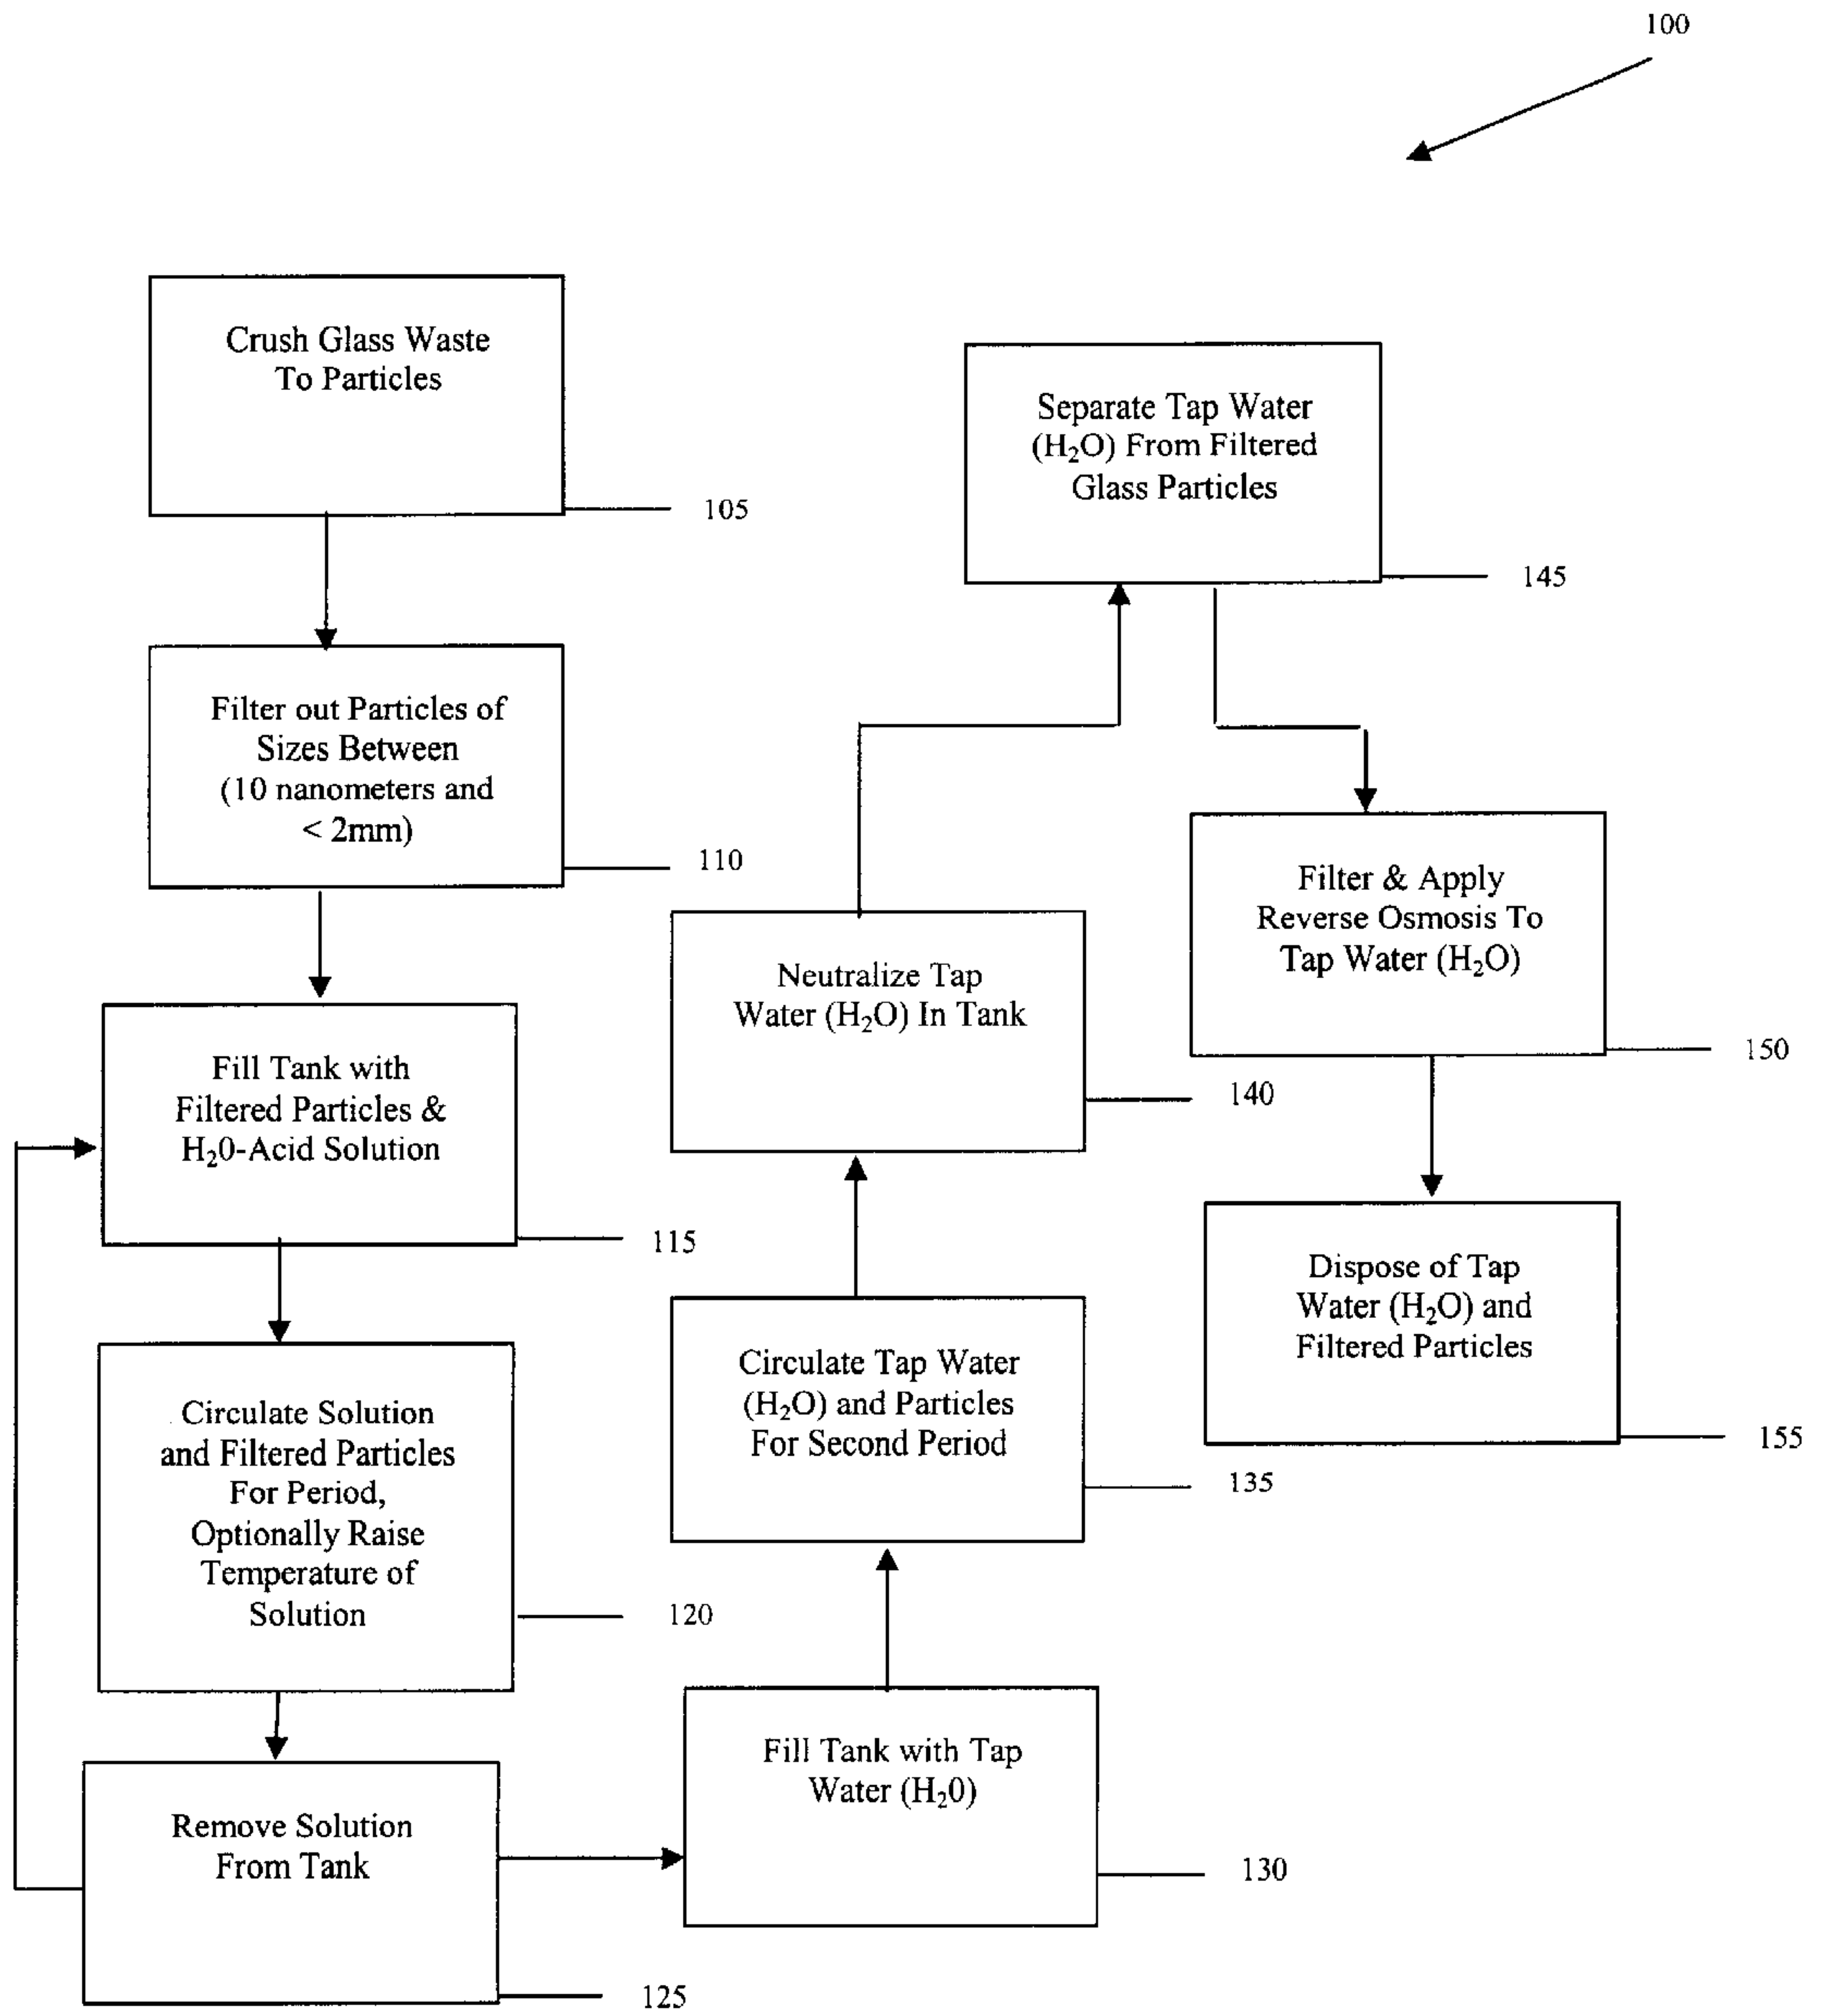 100
Crush Glass Waste
To Particles
105
Filter out Particles of
Sizes Between
(10 nanometers and
< 2mm)
110
Fill Tank with
Filtered Particles &
H₂0-Acid Solution
115
Circulate Solution
and Filtered Particles
For Period,
Optionally Raise
Temperature of
Solution
120
Remove Solution
From Tank
125
Fill Tank with Tap
Water (H₂0)
130
Circulate Tap Water
(H₂O) and Particles
For Second Period
135
Neutralize Tap
Water (H₂O) In Tank
140
Separate Tap Water
(H₂O) From Filtered
Glass Particles
145
Filter & Apply
Reverse Osmosis To
Tap Water (H₂O)
150
Dispose of Tap
Water (H₂O) and
Filtered Particles
155